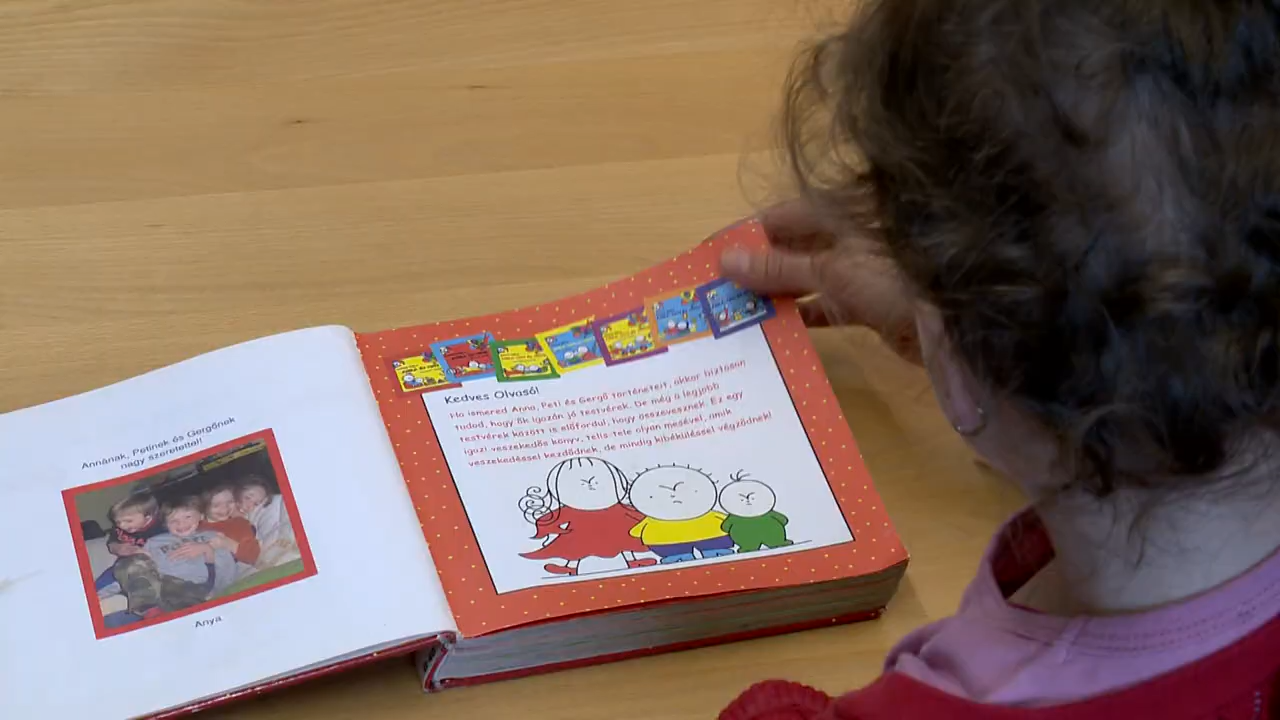 Annának, Petinek és Gergőnek
nagy szeretettel!
Anya
Kedves Olvasó!
Ha ismered Anna, Peti és Gergő történeteit, akkor biztosan
tudod, hogy ők igazán jó testvérek. De még a legjobb
testvérek között is előfordul, hogy összevesznek. Ez egy
igazi veszekedős könyv, telis-tele olyan mesével, amik
veszekedéssel kezdődnek, de mindig kibéküléssel végződnek!